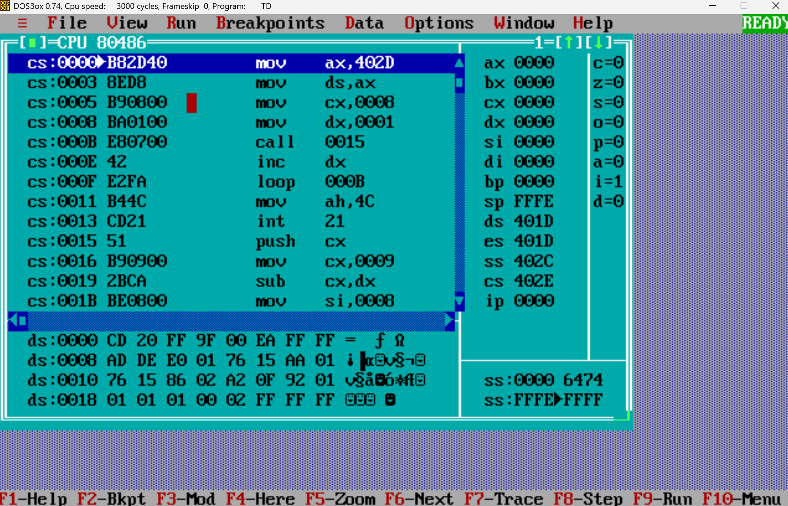 DOSBox 0.74, Cpu speed: 3000 cycles, Frameskip 0, Program: TD
≡ File View Run Breakpoints Data Options Window Help READY
[■]=CPU 80486 1=[↑][↓]
cs:0000►B82D40 mov ax,402D ax 0000 c=0
cs:0003 8ED8 mov ds,ax bx 0000 z=0
cs:0005 B90800 mov cx,0008 cx 0000 s=0
cs:0008 BA0100 mov dx,0001 dx 0000 o=0
cs:000B E80700 call 0015 si 0000 p=0
cs:000E 42 inc dx di 0000 a=0
cs:000F E2FA loop 000B bp 0000 i=1
cs:0011 B44C mov ah,4C sp FFFE d=0
cs:0013 CD21 int 21 ds 401D
cs:0015 51 push cx es 401D
cs:0016 B90900 mov cx,0009 ss 402C
cs:0019 2BCA sub cx,dx cs 402E
cs:001B BE0800 mov si,0008 ip 0000
ds:0000 CD 20 FF 9F 00 EA FF FF = ƒ Ω
ds:0008 AD DE E0 01 76 15 AA 01 ¡▐α☺v§¬☺
ds:0010 76 15 86 02 A2 0F 92 01 v§å☻ó☼Æ☺ ss:0000 6474
ds:0018 01 01 01 00 02 FF FF FF ☺☺☺ ☻ ss:FFFE►FFFF
F1-Help F2-Bkpt F3-Mod F4-Here F5-Zoom F6-Next F7-Trace F8-Step F9-Run F10-Menu